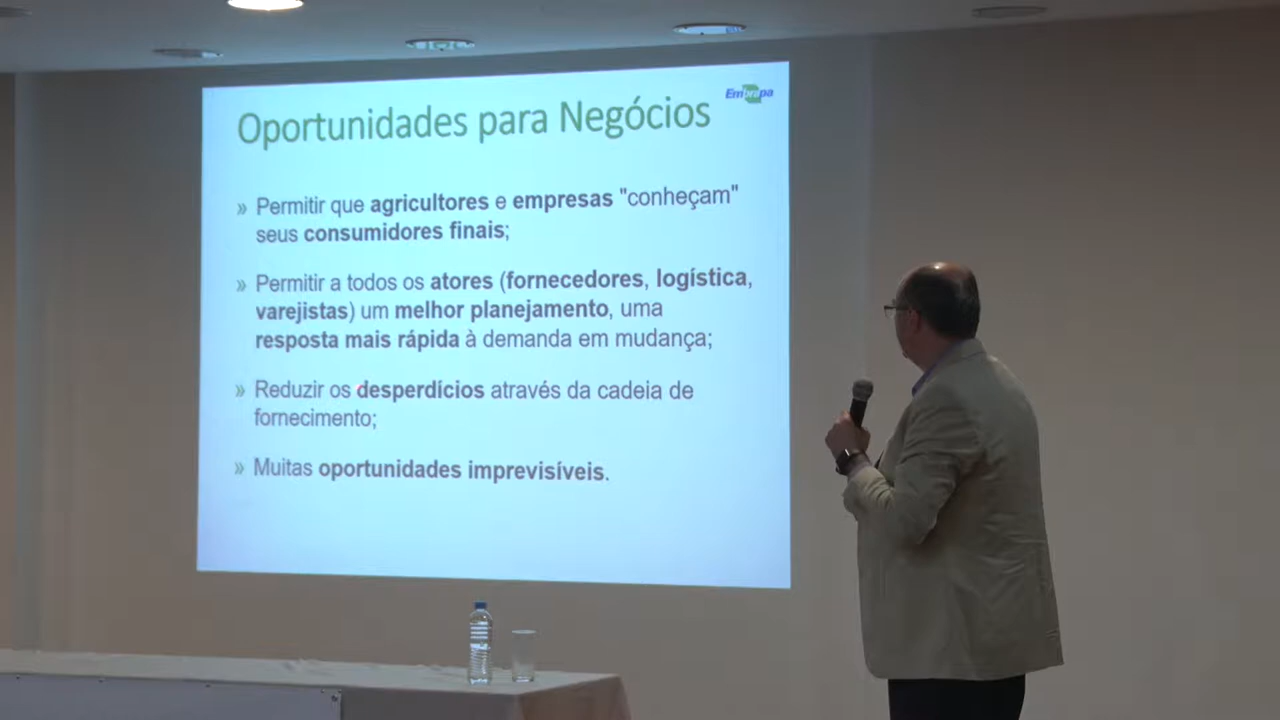 Embrapa
Oportunidades para Negócios
» Permitir que agricultores e empresas "conheçam"
seus consumidores finais;
» Permitir a todos os atores (fornecedores, logística,
varejistas) um melhor planejamento, uma
resposta mais rápida à demanda em mudança;
» Reduzir os desperdícios através da cadeia de
fornecimento;
» Muitas oportunidades imprevisíveis.